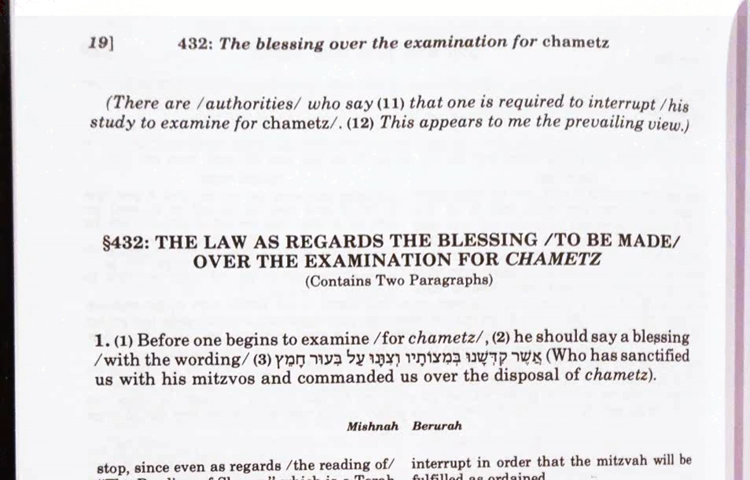 19] 432: The blessing over the examination for chametz
(There are /authorities/ who say (11) that one is required to interrupt /his
study to examine for chametz/. (12) This appears to me the prevailing view.)
§432: THE LAW AS REGARDS THE BLESSING /TO BE MADE/
OVER THE EXAMINATION FOR CHAMETZ
(Contains Two Paragraphs)
1. (1) Before one begins to examine /for chametz/, (2) he should say a blessing
/with the wording/ (3) אֲשֶׁר קִדְּשָׁנוּ בְּמִצְוֹתָיו וְצִוָּנוּ עַל בִּעוּר חָמֵץ (Who has sanctified
us with his mitzvos and commanded us over the disposal of chametz).
Mishnah Berurah
stop, since even as regards /the reading of/
interrupt in order that the mitzvah will be
fulfilled as ordained